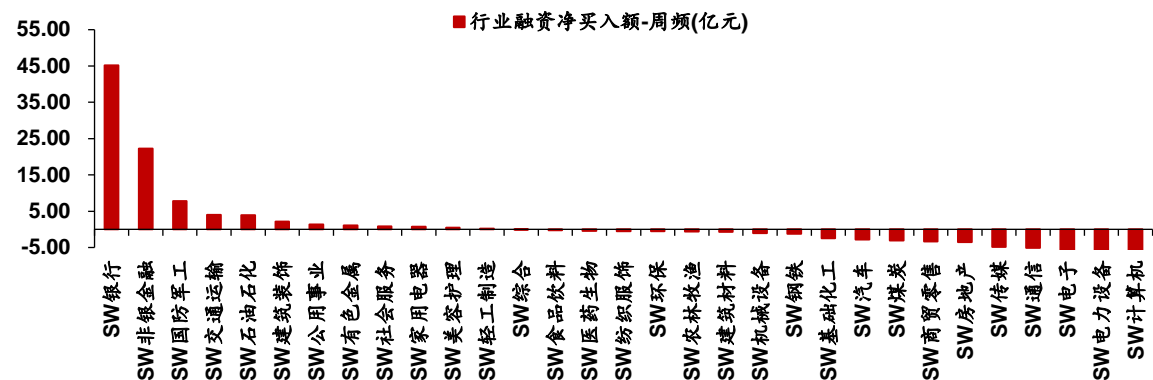 行业融资净买入额-周频(亿元)
55.00
45.00
35.00
25.00
15.00
5.00
-5.00
SW银行
SW非银金融
SW国防军工
SW交通运输
SW石油石化
SW建筑装饰
SW公用事业
SW有色金属
SW社会服务
SW家用电器
SW美容护理
SW轻工制造
SW综合
SW食品饮料
SW医药生物
SW纺织服饰
SW环保
SW农林牧渔
SW建筑材料
SW机械设备
SW钢铁
SW基础化工
SW汽车
SW煤炭
SW商贸零售
SW房地产
SW传媒
SW通信
SW电子
SW电力设备
SW计算机